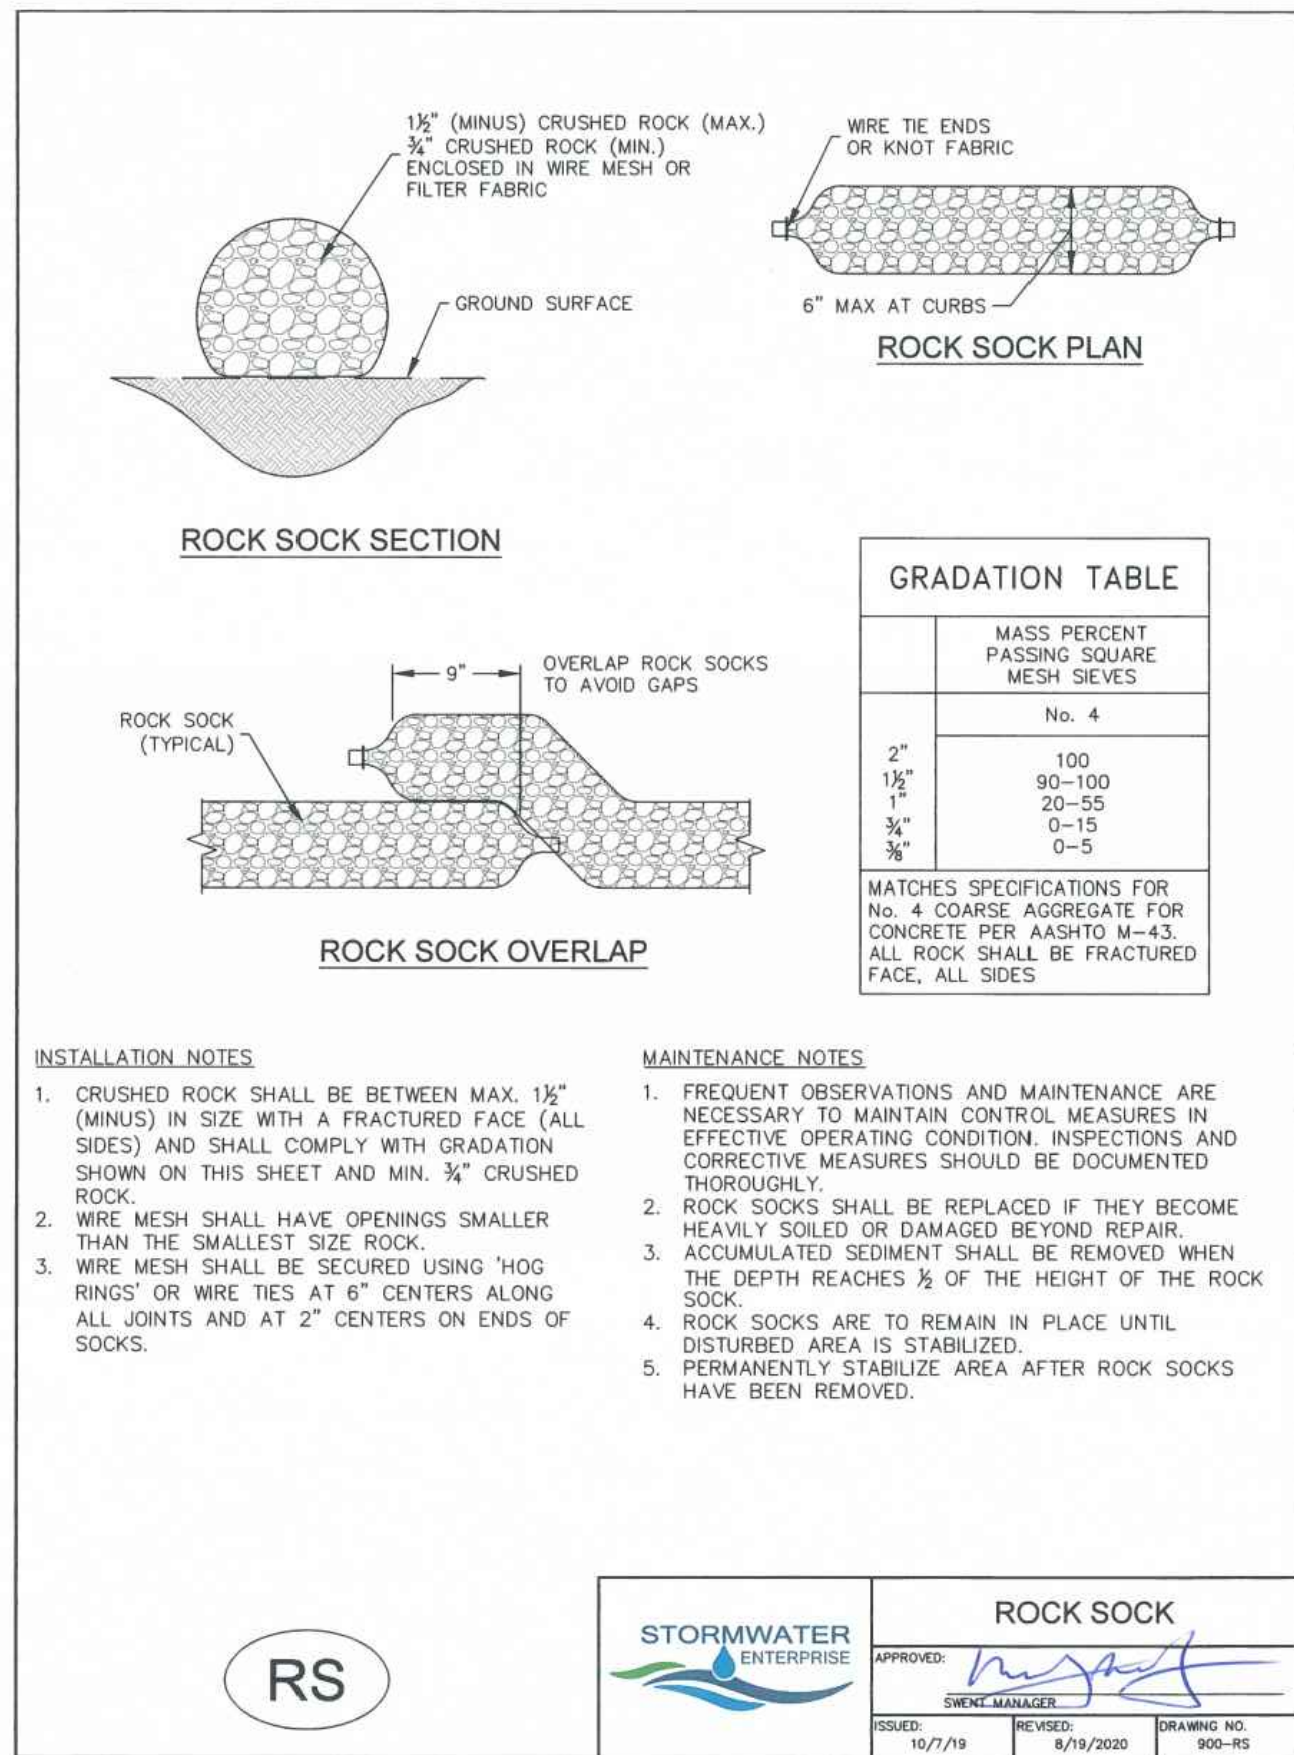 1½" (MINUS) CRUSHED ROCK (MAX.)
¾" CRUSHED ROCK (MIN.)
ENCLOSED IN WIRE MESH OR
FILTER FABRIC
GROUND SURFACE
ROCK SOCK SECTION
WIRE TIE ENDS
OR KNOT FABRIC
6" MAX AT CURBS
ROCK SOCK PLAN
9"
OVERLAP ROCK SOCKS
TO AVOID GAPS
ROCK SOCK
(TYPICAL)
ROCK SOCK OVERLAP
GRADATION TABLE
MASS PERCENT
PASSING SQUARE
MESH SIEVES
No. 4
2" 100
1½" 90-100
1" 20-55
¾" 0-15
⅜" 0-5
MATCHES SPECIFICATIONS FOR
No. 4 COARSE AGGREGATE FOR
CONCRETE PER AASHTO M-43.
ALL ROCK SHALL BE FRACTURED
FACE, ALL SIDES
INSTALLATION NOTES
1. CRUSHED ROCK SHALL BE BETWEEN MAX. 1½"
(MINUS) IN SIZE WITH A FRACTURED FACE (ALL
SIDES) AND SHALL COMPLY WITH GRADATION
SHOWN ON THIS SHEET AND MIN. ¾" CRUSHED
ROCK.
2. WIRE MESH SHALL HAVE OPENINGS SMALLER
THAN THE SMALLEST SIZE ROCK.
3. WIRE MESH SHALL BE SECURED USING 'HOG
RINGS' OR WIRE TIES AT 6" CENTERS ALONG
ALL JOINTS AND AT 2" CENTERS ON ENDS OF
SOCKS.
MAINTENANCE NOTES
1. FREQUENT OBSERVATIONS AND MAINTENANCE ARE
NECESSARY TO MAINTAIN CONTROL MEASURES IN
EFFECTIVE OPERATING CONDITION. INSPECTIONS AND
CORRECTIVE MEASURES SHOULD BE DOCUMENTED
THOROUGHLY.
2. ROCK SOCKS SHALL BE REPLACED IF THEY BECOME
HEAVILY SOILED OR DAMAGED BEYOND REPAIR.
3. ACCUMULATED SEDIMENT SHALL BE REMOVED WHEN
THE DEPTH REACHES ½ OF THE HEIGHT OF THE ROCK
SOCK.
4. ROCK SOCKS ARE TO REMAIN IN PLACE UNTIL
DISTURBED AREA IS STABILIZED.
5. PERMANENTLY STABILIZE AREA AFTER ROCK SOCKS
HAVE BEEN REMOVED.
RS
STORMWATER
ENTERPRISE
ROCK SOCK
APPROVED:
SWENT MANAGER
ISSUED:
10/7/19
REVISED:
8/19/2020
DRAWING NO.
900-RS